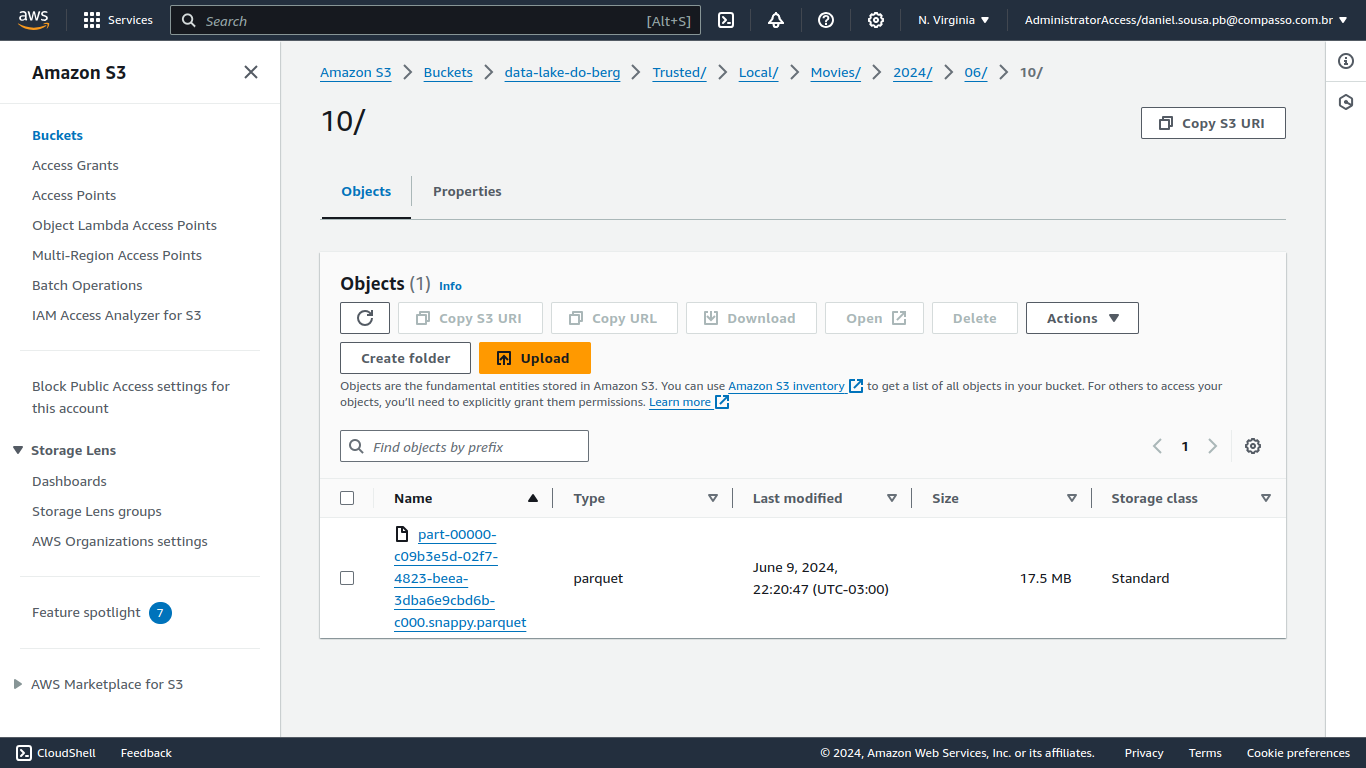 aws
Services
Search [Alt+S]
N. Virginia
AdministratorAccess/daniel.sousa.pb@compasso.com.br
Amazon S3
Buckets
Access Grants
Access Points
Object Lambda Access Points
Multi-Region Access Points
Batch Operations
IAM Access Analyzer for S3
Block Public Access settings for
this account
Storage Lens
Dashboards
Storage Lens groups
AWS Organizations settings
Feature spotlight 7
AWS Marketplace for S3
Amazon S3 Buckets data-lake-do-berg Trusted/ Local/ Movies/ 2024/ 06/ 10/
10/
Copy S3 URI
Objects Properties
Objects (1) Info
Copy S3 URI Copy URL Download Open Delete Actions
Create folder Upload
Objects are the fundamental entities stored in Amazon S3. You can use Amazon S3 inventory to get a list of all objects in your bucket. For others to access your
objects, you'll need to explicitly grant them permissions. Learn more
Find objects by prefix
1
Name Type Last modified Size Storage class
part-00000-
c09b3e5d-02f7-
4823-beea-
3dba6e9cbd6b-
c000.snappy.parquet
parquet
June 9, 2024,
22:20:47 (UTC-03:00)
17.5 MB
Standard
CloudShell Feedback
© 2024, Amazon Web Services, Inc. or its affiliates. Privacy Terms Cookie preferences